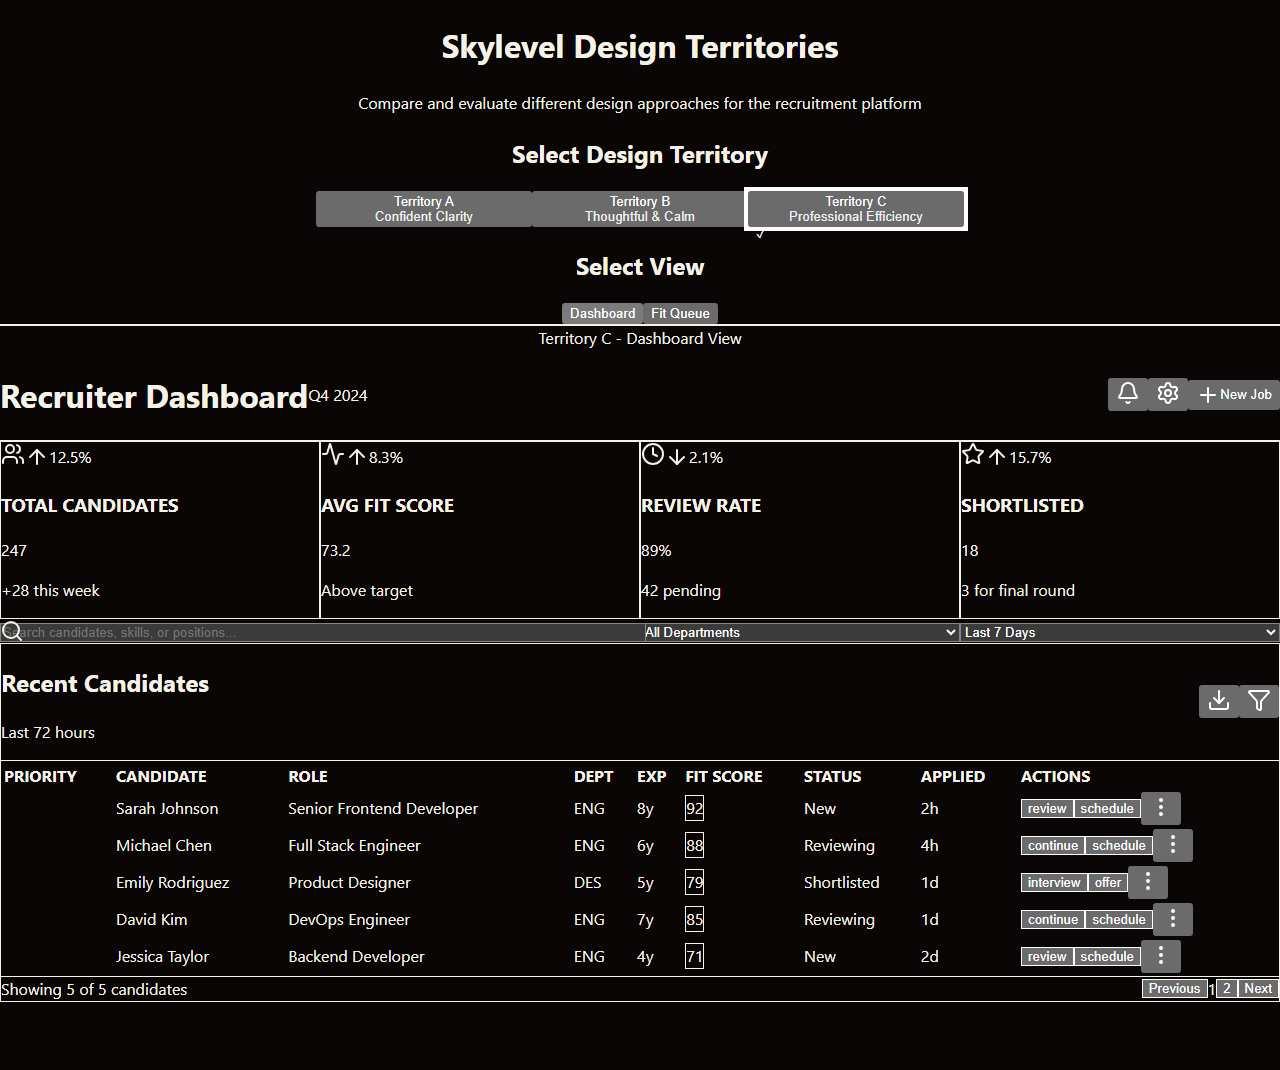 Skylevel Design Territories
Compare and evaluate different design approaches for the recruitment platform
Select Design Territory
Territory A Territory B Territory C
Confident Clarity Thoughtful & Calm Professional Efficiency
✓
Select View
Dashboard Fit Queue
Territory C - Dashboard View
Recruiter Dashboard Q4 2024 New Job
12.5% 8.3% 2.1% 15.7%
TOTAL CANDIDATES AVG FIT SCORE REVIEW RATE SHORTLISTED
247 73.2 89% 18
+28 this week Above target 42 pending 3 for final round
Search candidates, skills, or positions... All Departments Last 7 Days
Recent Candidates
Last 72 hours
PRIORITY CANDIDATE ROLE DEPT EXP FIT SCORE STATUS APPLIED ACTIONS
Sarah Johnson Senior Frontend Developer ENG 8y 92 New 2h review schedule
Michael Chen Full Stack Engineer ENG 6y 88 Reviewing 4h continue schedule
Emily Rodriguez Product Designer DES 5y 79 Shortlisted 1d interview offer
David Kim DevOps Engineer ENG 7y 85 Reviewing 1d continue schedule
Jessica Taylor Backend Developer ENG 4y 71 New 2d review schedule
Showing 5 of 5 candidates Previous 1 2 Next